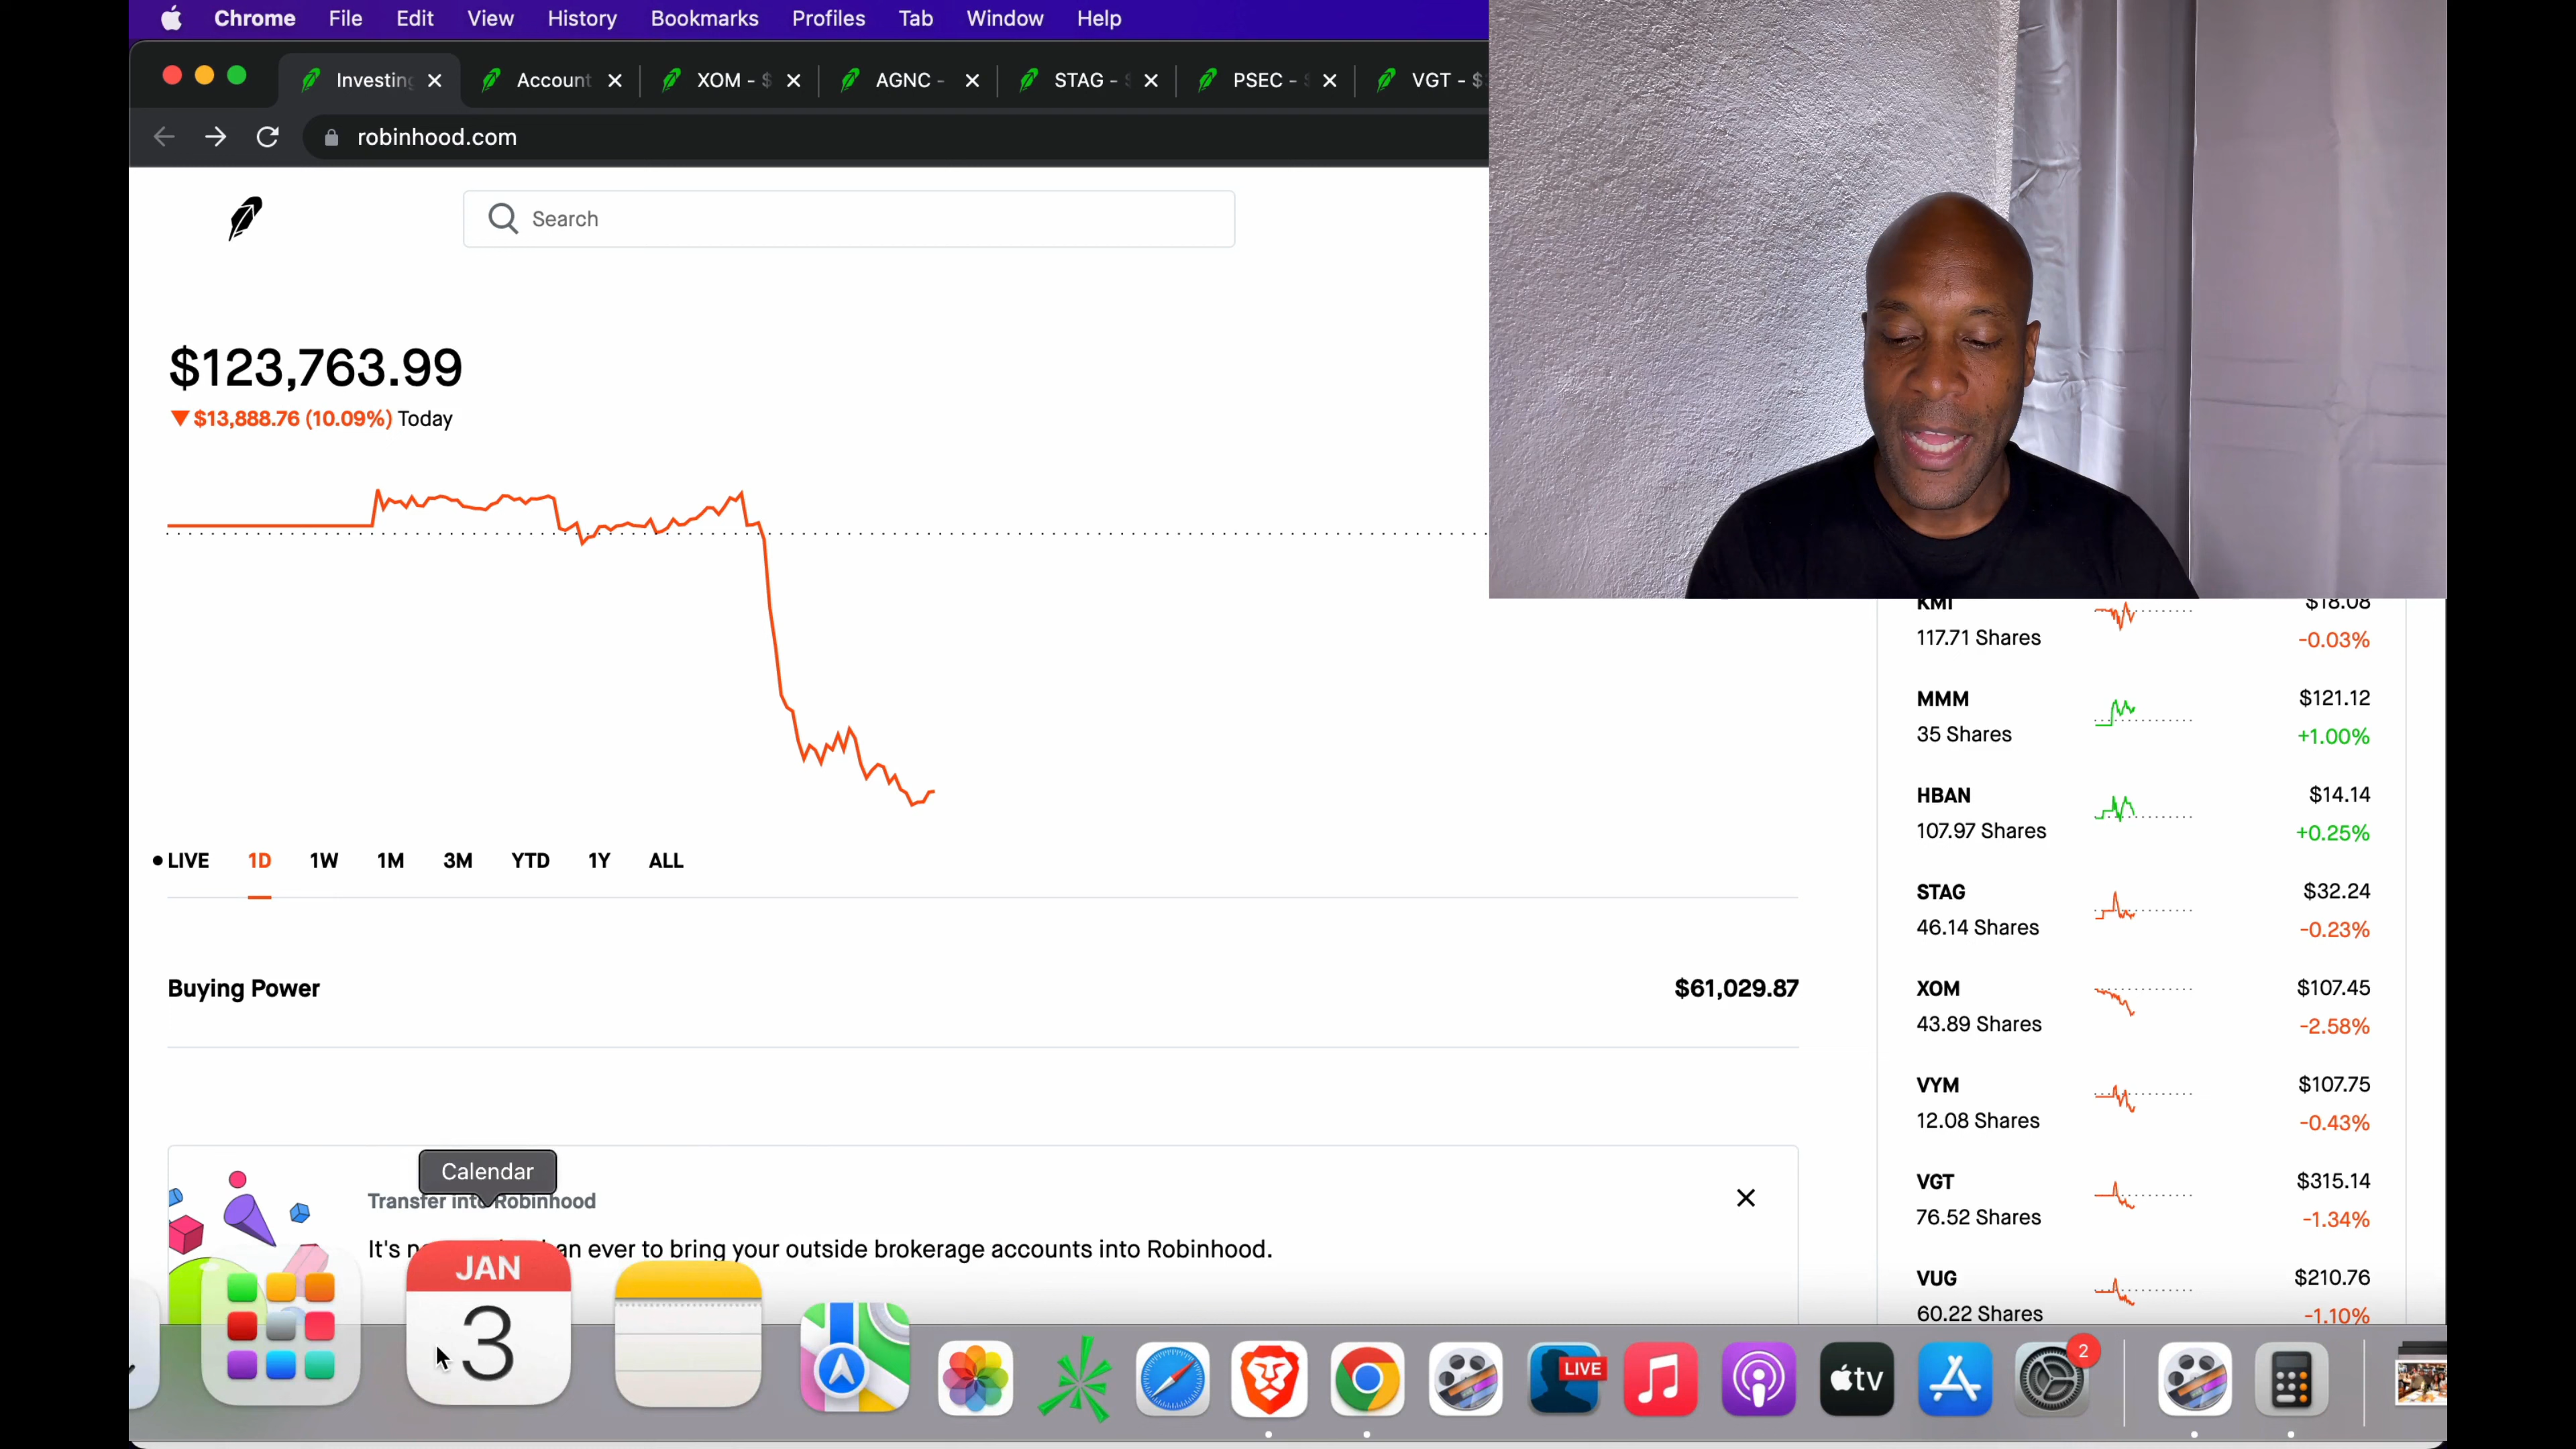 Chrome File Edit View History Bookmarks Profiles Tab Window Help
Investing Account XOM - $ AGNC - STAG - PSEC - VGT - $
robinhood.com
Search
$123,763.99
▼ $13,888.76 (10.09%) Today
LIVE 1D 1W 1M 3M YTD 1Y ALL
Buying Power $61,029.87
Calendar
Transfer into Robinhood
It's an ever to bring your outside brokerage accounts into Robinhood.
KMI $18.08
117.71 Shares -0.03%
MMM $121.12
35 Shares +1.00%
HBAN $14.14
107.97 Shares +0.25%
STAG $32.24
46.14 Shares -0.23%
XOM $107.45
43.89 Shares -2.58%
VYM $107.75
12.08 Shares -0.43%
VGT $315.14
76.52 Shares -1.34%
VUG $210.76
60.22 Shares -1.10%
JAN
3
LIVE
tv
2